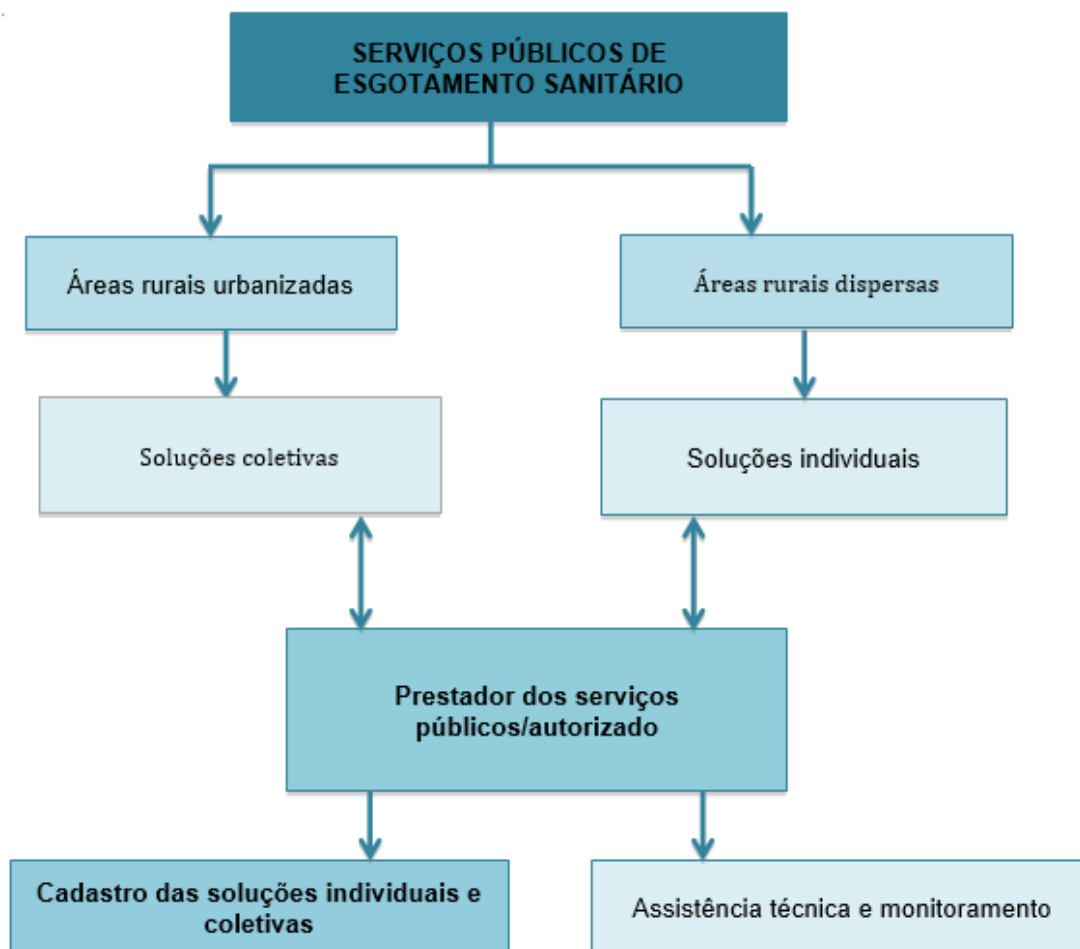 SERVIÇOS PÚBLICOS DE
ESGOTAMENTO SANITÁRIO
Áreas rurais urbanizadas
Áreas rurais dispersas
Soluções coletivas
Soluções individuais
Prestador dos serviços
públicos/autorizado
Cadastro das soluções individuais e
coletivas
Assistência técnica e monitoramento